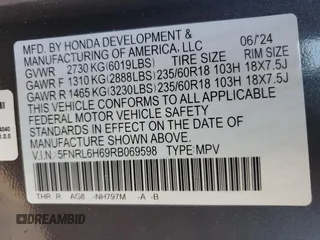 MFD. BY HONDA DEVELOPMENT &
MANUFACTURING OF AMERICA, LLC 06/24
GVWR 2730 KG (6019LBS) TIRE SIZE RIM SIZE
GAWR F 1310 KG (2888LBS) 235/60R18 103H 18X7.5J
GAWR R 1465 KG (3230LBS) 235/60R18 103H 18X7.5J
THIS VEHICLE CONFORMS TO ALL APPLICABLE
FEDERAL MOTOR VEHICLE SAFETY STANDARDS
IN EFFECT ON THE DATE OF
MANUFACTURE SHOWN ABOVE.
V.I.N.: 5FNRL6H69RB069598 TYPE:MPV
THR R AG8 -NH797M -A -B
DREAMBID